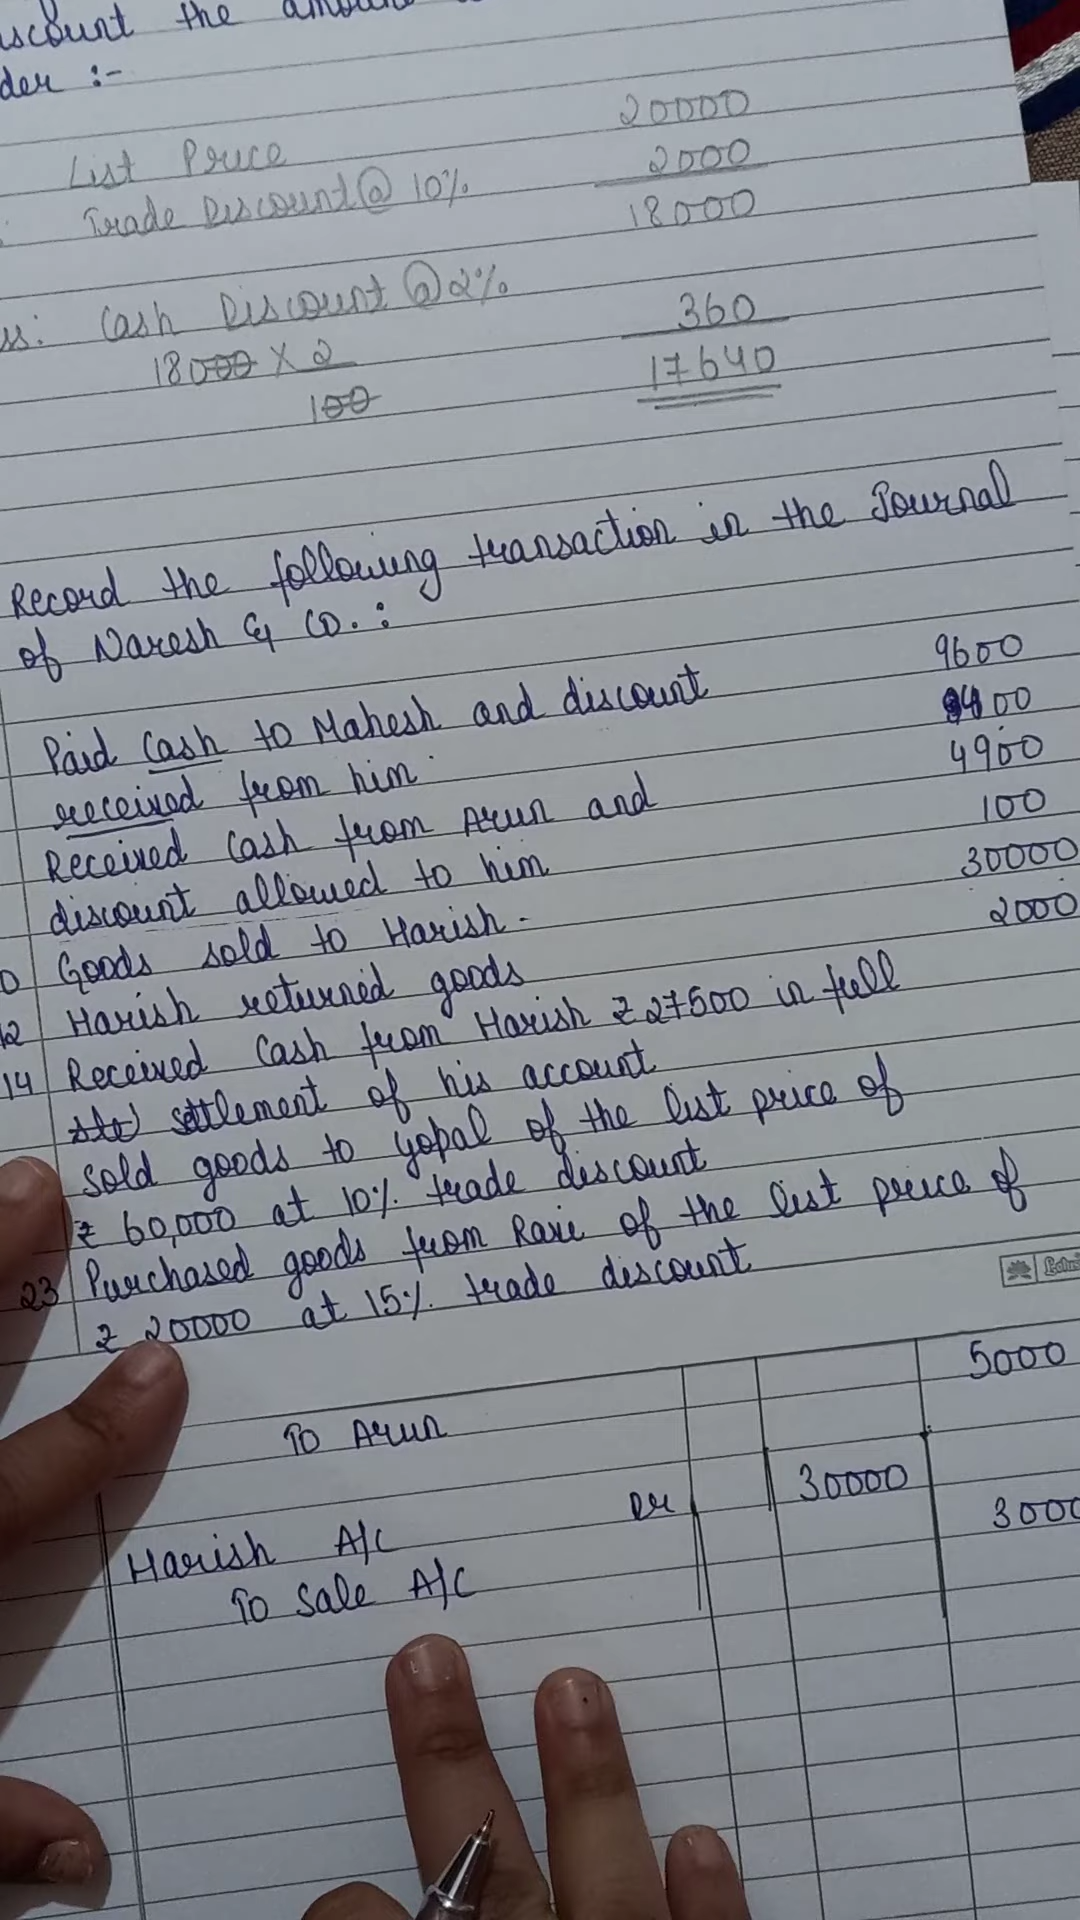 scount the amount
der :-
List Price 20000
Trade Discount @ 10% 2000
18000
ss: Cash Discount @ 2% 360
18000 X 2 17640
100
Record the following transaction in the Journal
of Naresh & Co. :
Paid Cash to Mahesh and discount 9600
received from him 400
Received Cash from Arun and 4900
discount allowed to him 100
0 Goods sold to Harish - 30000
12 Harish returned goods 2000
14 Received Cash from Harish ₹ 27500 in full
settlement of his account
Sold goods to Gopal of the list price of
₹ 60,000 at 10% trade discount
23 Purchased goods from Ravi of the list price of
₹ 20000 at 15% trade discount
5000
To Arun
Harish A/c Dr 30000
To Sale A/c 3000